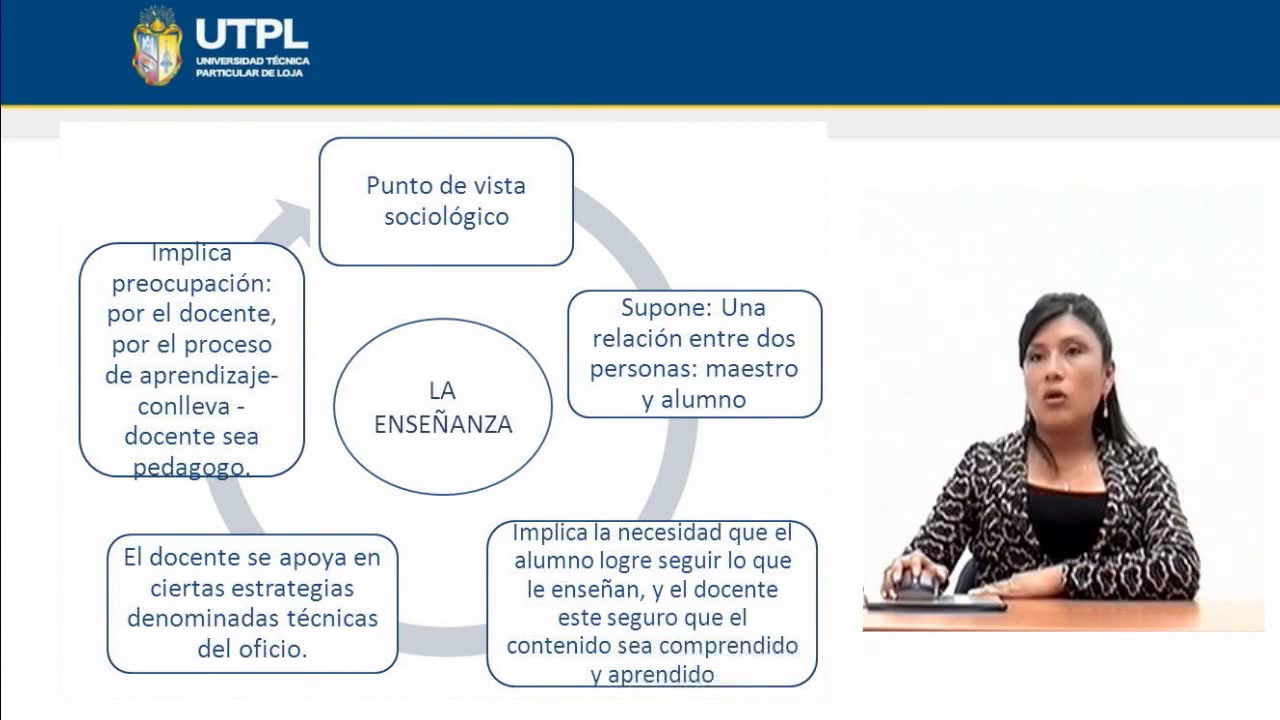 UTPL
UNIVERSIDAD TÉCNICA
PARTICULAR DE LOJA
Punto de vista
sociológico
Supone: Una
relación entre dos
personas: maestro
y alumno
Implica la necesidad que el
alumno logre seguir lo que
le enseñan, y el docente
este seguro que el
contenido sea comprendido
y aprendido
El docente se apoya en
ciertas estrategias
denominadas técnicas
del oficio.
Implica
preocupación:
por el docente,
por el proceso
de aprendizaje-
conlleva -
docente sea
pedagogo.
LA
ENSEÑANZA